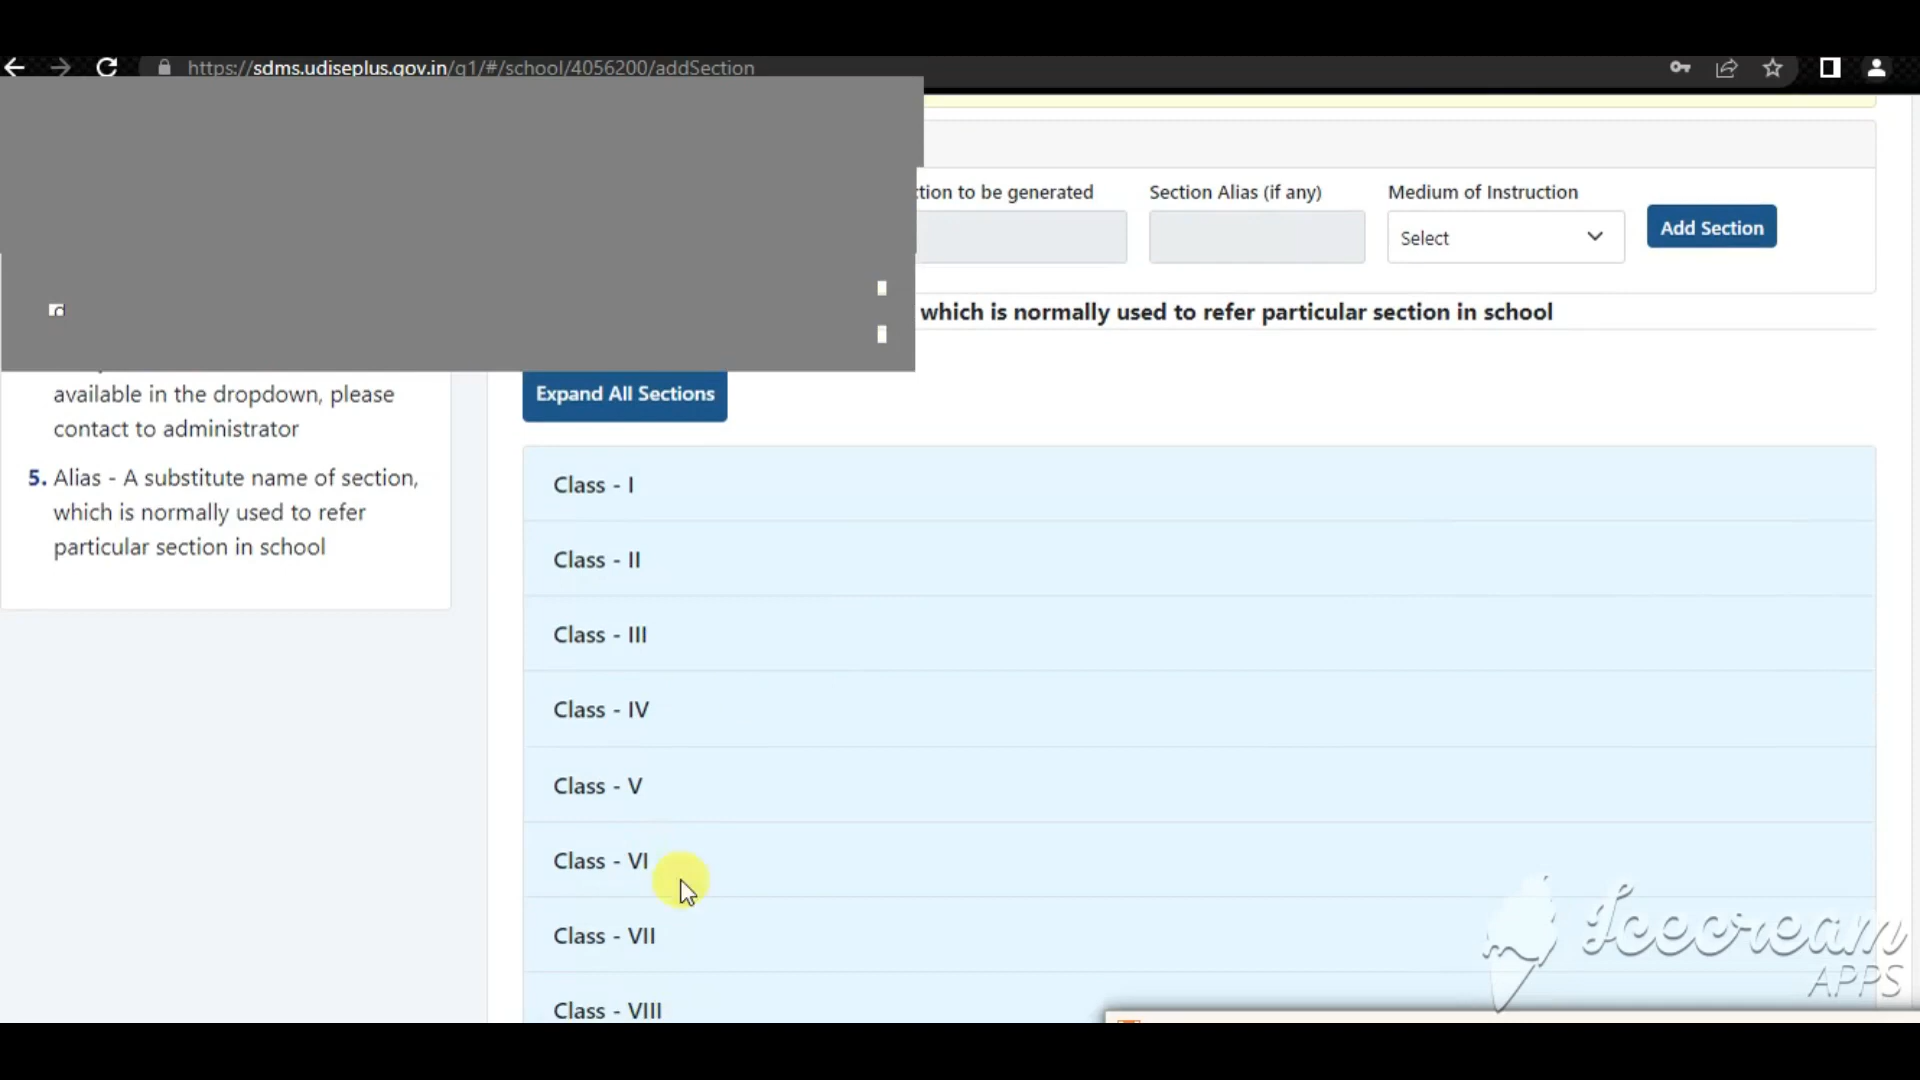 https://sdms.udiseplus.gov.in/g1/#/school/4056200/addSection
to be generated
Section Alias (if any)
Medium of Instruction
Select
Add Section
which is normally used to refer particular section in school
available in the dropdown, please
contact to administrator
5. Alias - A substitute name of section,
which is normally used to refer
particular section in school
Expand All Sections
Class - I
Class - II
Class - III
Class - IV
Class - V
Class - VI
Class - VII
Class - VIII
Icecream
APPS